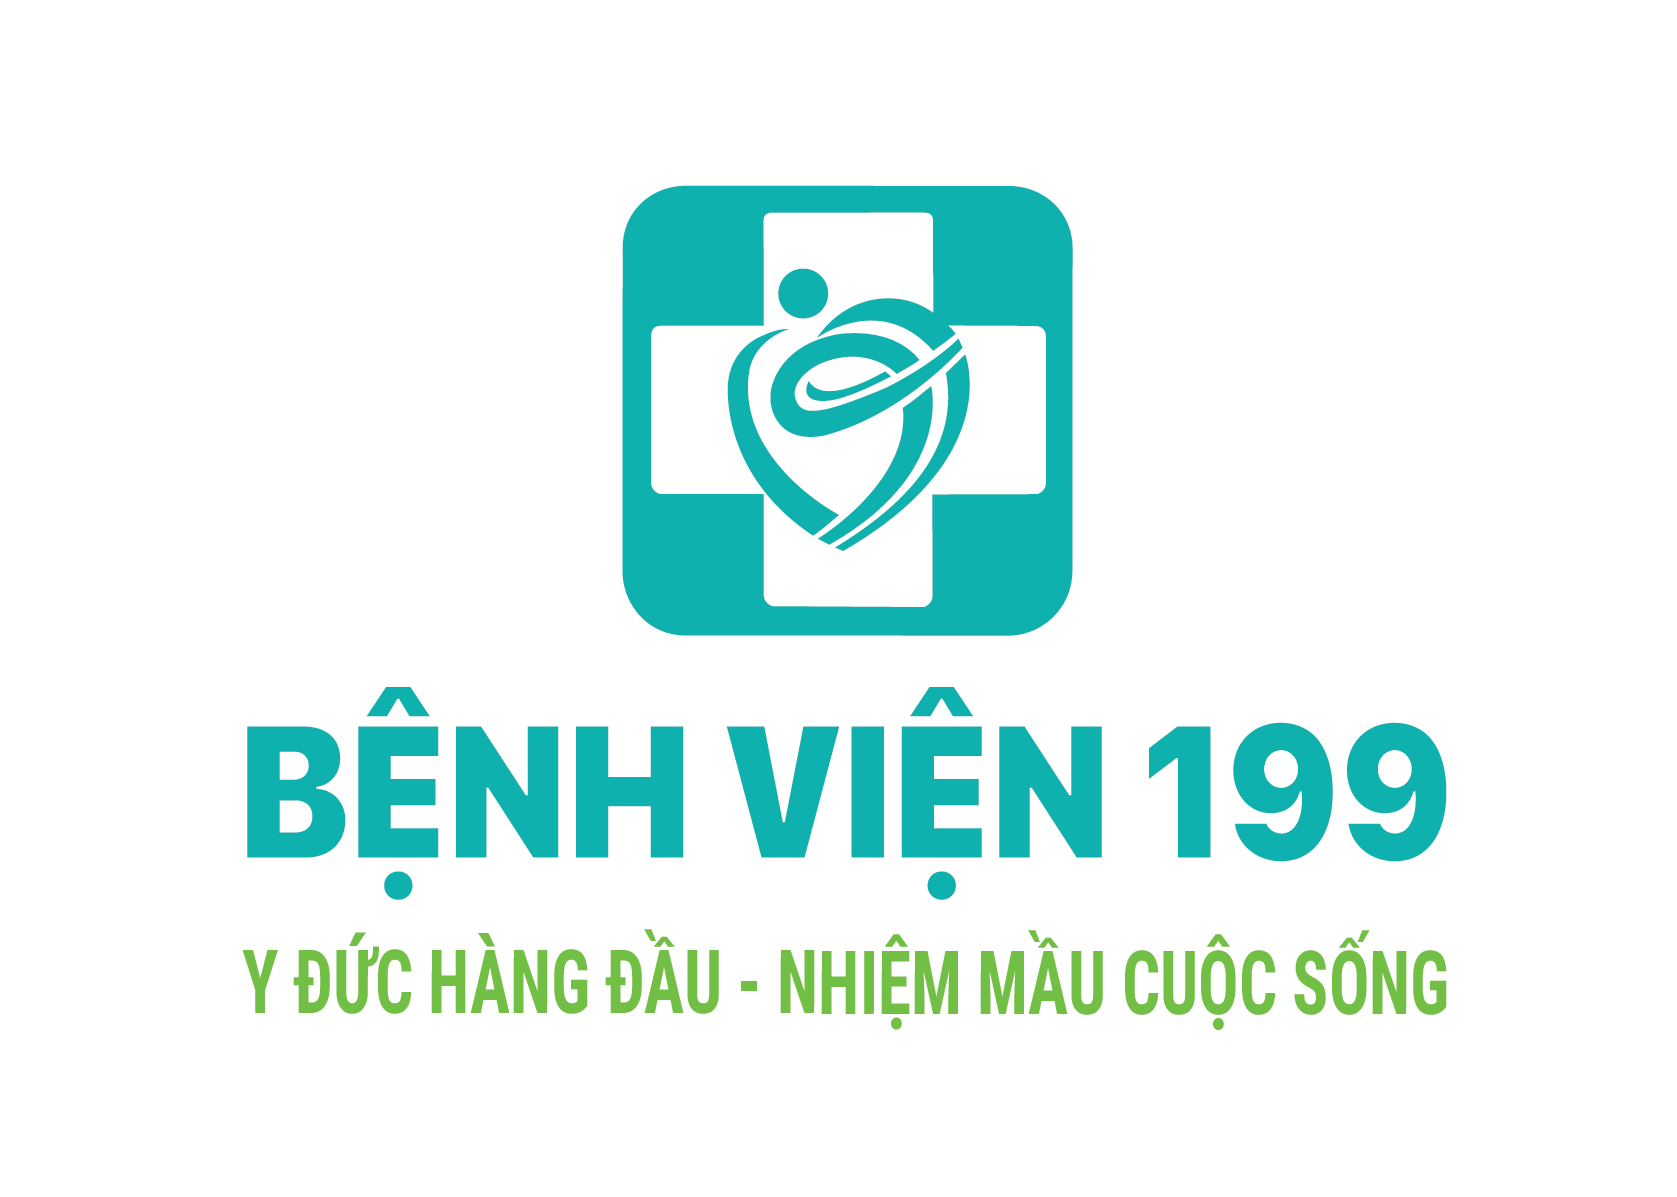 BỆNH VIỆN 199
Y ĐỨC HÀNG ĐẦU - NHIỆM MẦU CUỘC SỐNG